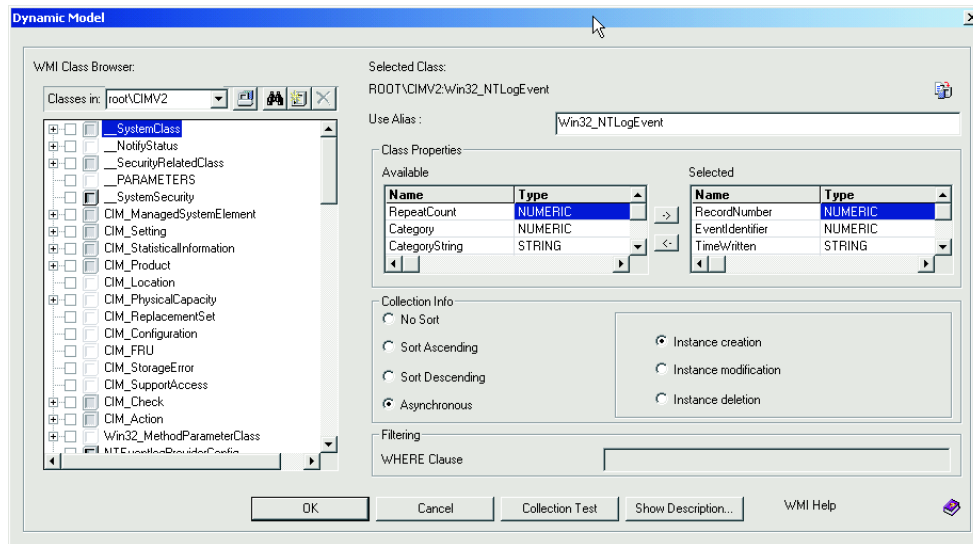 Dynamic Model
WMI Class Browser:
Classes in: root\CIMV2
__SystemClass
__NotifyStatus
__SecurityRelatedClass
__PARAMETERS
__SystemSecurity
CIM_ManagedSystemElement
CIM_Setting
CIM_StatisticalInformation
CIM_Product
CIM_Location
CIM_PhysicalCapacity
CIM_ReplacementSet
CIM_Configuration
CIM_FRU
CIM_StorageError
CIM_SupportAccess
CIM_Check
CIM_Action
Win32_MethodParameterClass
NTEventlogProviderConfig
Selected Class:
ROOT\CIMV2:Win32_NTLogEvent
Use Alias : Win32_NTLogEvent
Class Properties
Available
Name Type
RepeatCount NUMERIC
Category NUMERIC
CategoryString STRING
->
<-
Selected
Name Type
RecordNumber NUMERIC
EventIdentifier NUMERIC
TimeWritten STRING
Collection Info
No Sort
Sort Ascending
Sort Descending
Asynchronous
Instance creation
Instance modification
Instance deletion
Filtering
WHERE Clause
OK Cancel Collection Test Show Description... WMI Help